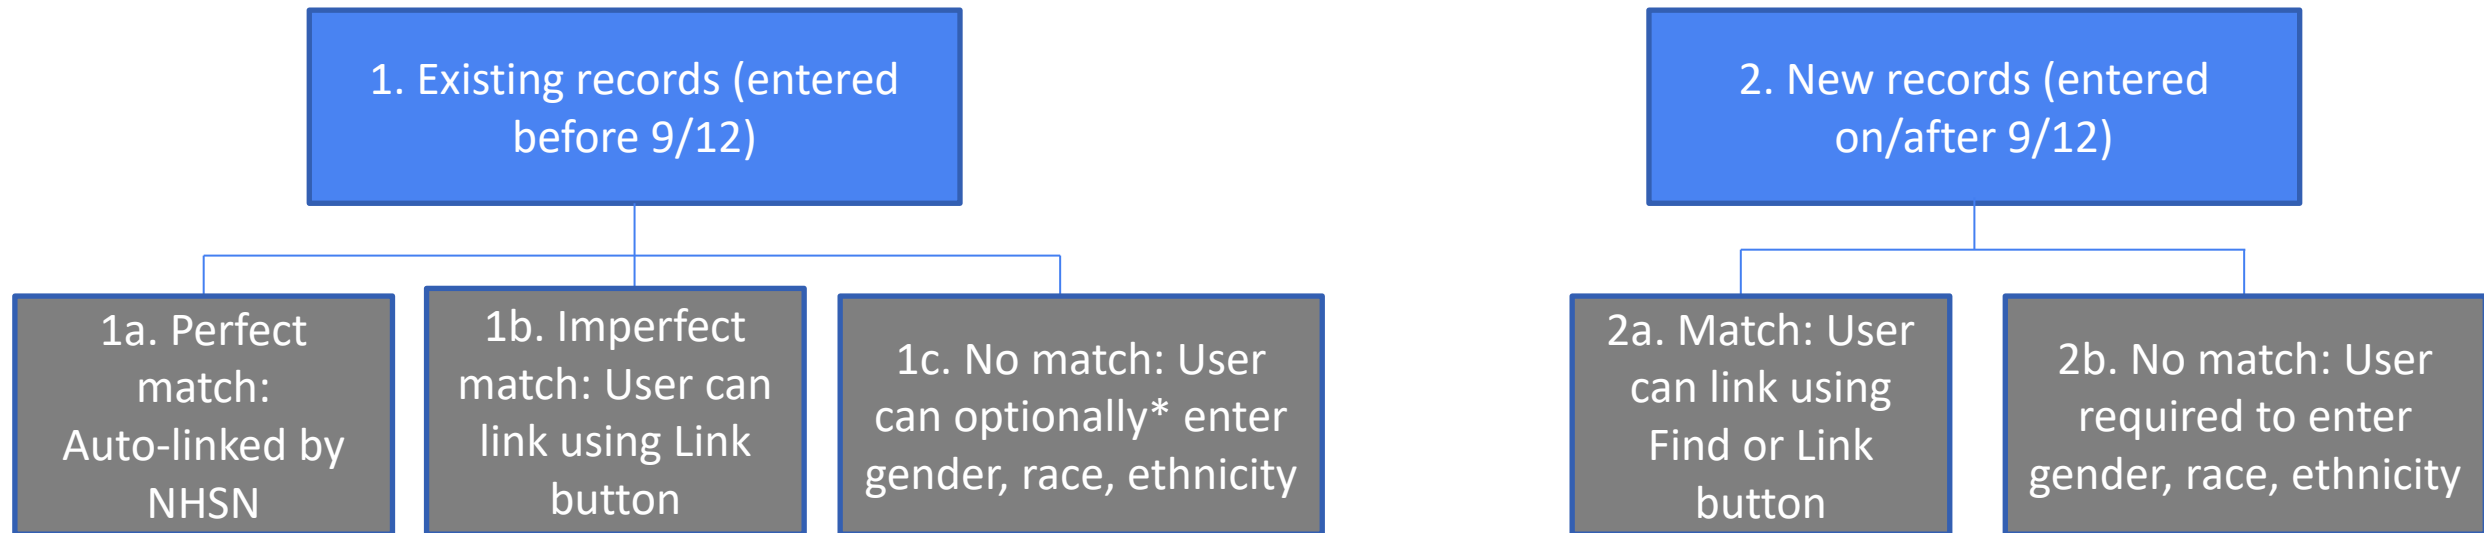 1. Existing records (entered
before 9/12)
2. New records (entered
on/after 9/12)
1a. Perfect
match:
Auto-linked by
NHSN
1b. Imperfect
match: User can
link using Link
button
1c. No match: User
can optionally* enter
gender, race, ethnicity
2a. Match: User
can link using
Find or Link
button
2b. No match: User
required to enter
gender, race, ethnicity